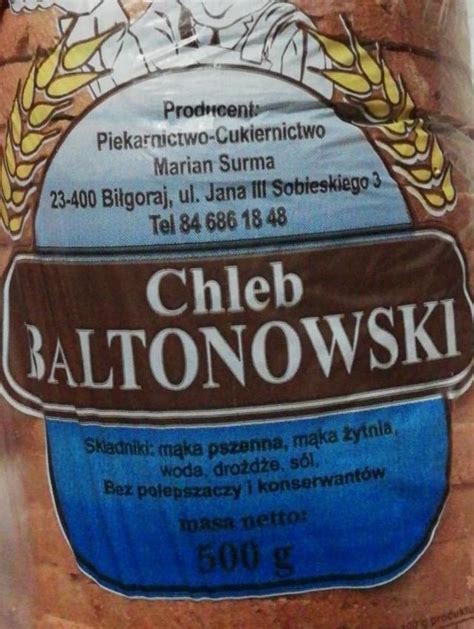 Producent:
Piekarnictwo-Cukiernictwo
Marian Surma
23-400 Biłgoraj, ul. Jana III Sobieskiego 3
Tel 84 686 18 48
Chleb
BALTONOWSKI
Składniki: mąka pszenna, mąka żytnia,
woda, drożdże, sól,
Bez polepszaczy i konserwantów
masa netto:
500 g